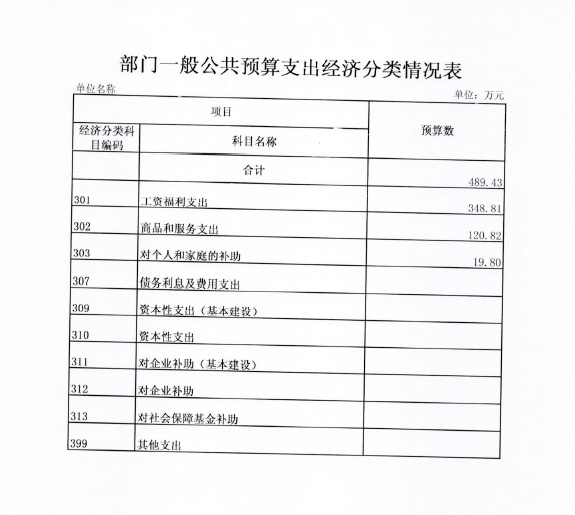 部门一般公共预算支出经济分类情况表
单位名称 单位：万元
项目 预算数
经济分类科目编码 科目名称
合计 489.43
301 工资福利支出 348.81
302 商品和服务支出 120.82
303 对个人和家庭的补助 19.80
307 债务利息及费用支出
309 资本性支出（基本建设）
310 资本性支出
311 对企业补助（基本建设）
312 对企业补助
313 对社会保障基金补助
399 其他支出